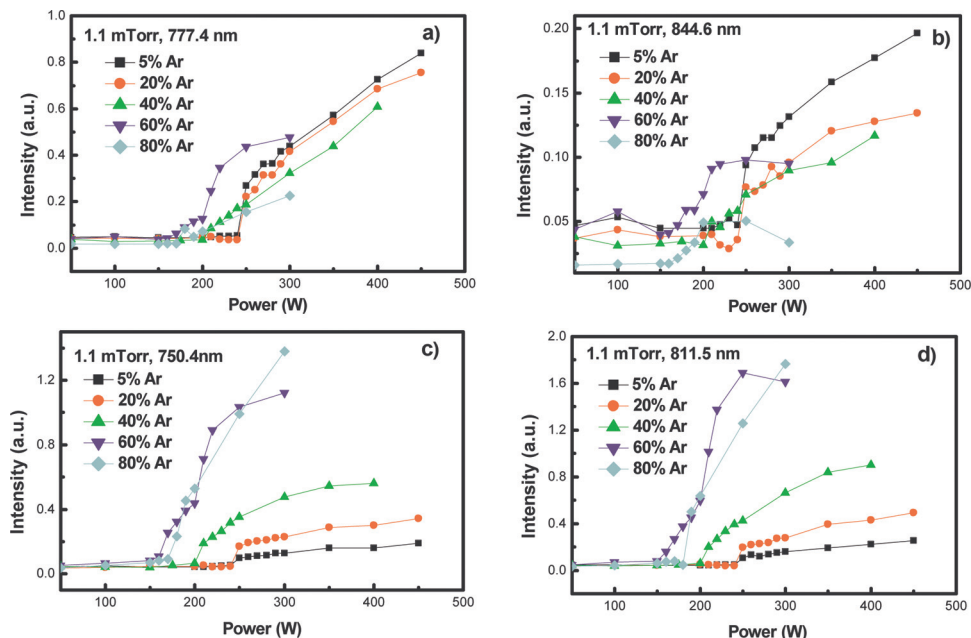 1.0
0.8
0.6
0.4
0.2
0.0
Intensity (a.u.)
1.1 mTorr, 777.4 nm
a)
5% Ar
20% Ar
40% Ar
60% Ar
80% Ar
100 200 300 400 500
Power (W)
0.20
0.15
0.10
0.05
0.00
Intensity (a.u.)
1.1 mTorr, 844.6 nm
b)
5% Ar
20% Ar
40% Ar
60% Ar
80% Ar
100 200 300 400 500
Power (W)
1.2
0.8
0.4
0.0
Intensity (a.u.)
1.1 mTorr, 750.4nm
c)
5% Ar
20% Ar
40% Ar
60% Ar
80% Ar
100 200 300 400 500
Power (W)
2.0
1.6
1.2
0.8
0.4
0.0
Intensity (a.u.)
1.1 mTorr, 811.5 nm
d)
5% Ar
20% Ar
40% Ar
60% Ar
80% Ar
100 200 300 400 500
Power (W)